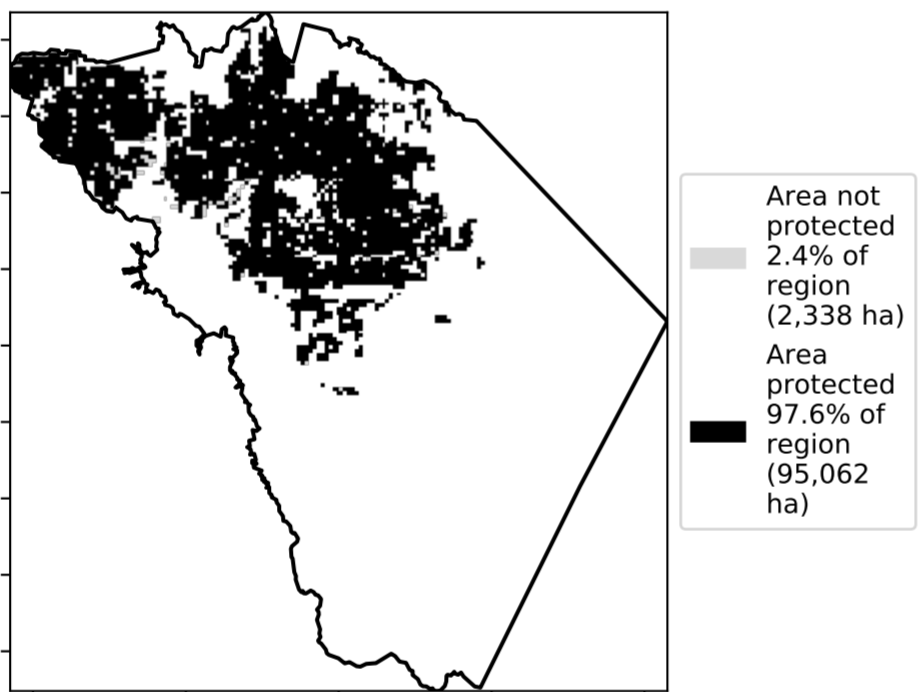 Area not
protected
2.4% of
region
(2,338 ha)
Area
protected
97.6% of
region
(95,062
ha)